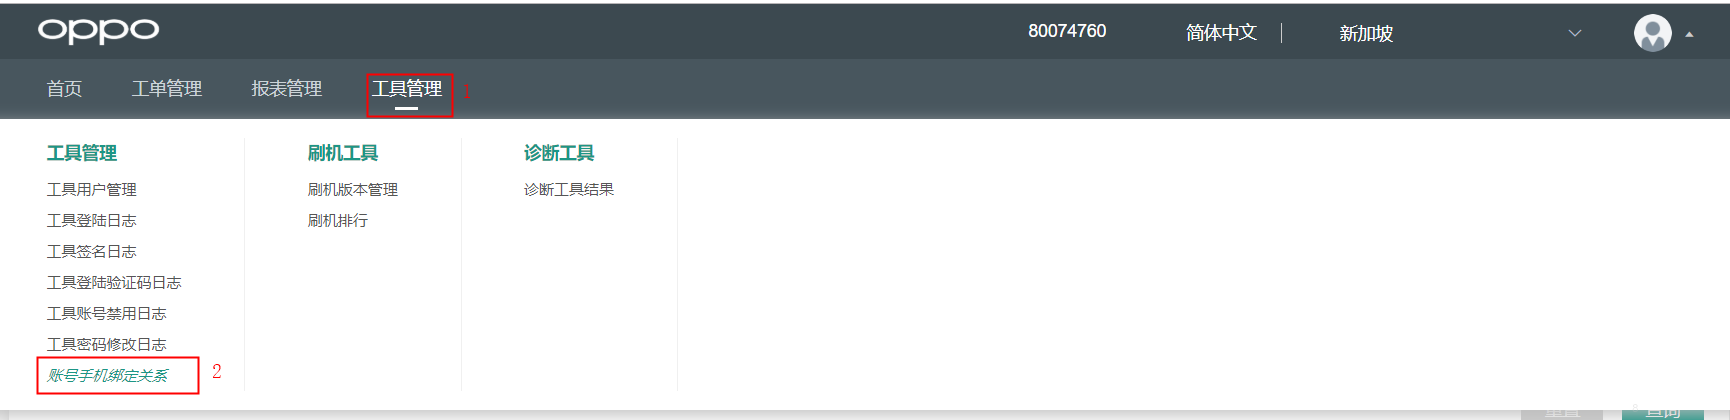 oppo
80074760 简体中文 新加坡
首页 工单管理 报表管理 工具管理 1
工具管理 刷机工具 诊断工具
工具用户管理 刷机版本管理 诊断工具结果
工具登陆日志 刷机排行
工具签名日志
工具登陆验证码日志
工具账号禁用日志
工具密码修改日志
账号手机绑定关系 2
重置 查询